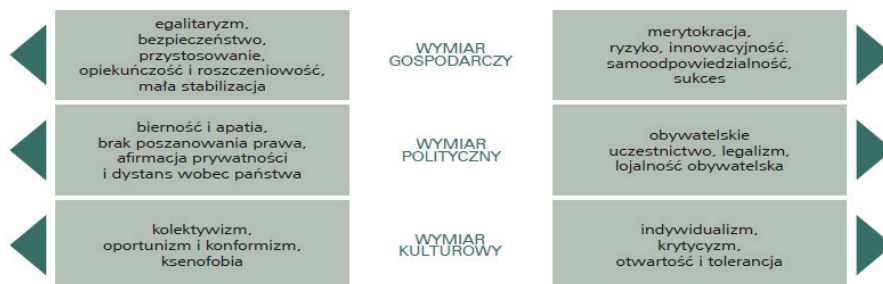 egalitaryzm,
bezpieczeństwo,
przystosowanie,
opiekuńczość i roszczeniowość,
mała stabilizacja
WYMIAR
GOSPODARCZY
merytokracja,
ryzyko, innowacyjność.
samoodpowiedzialność,
sukces
bierność i apatia,
brak poszanowania prawa,
afirmacja prywatności
i dystans wobec państwa
WYMIAR
POLITYCZNY
obywatelskie
uczestnictwo, legalizm,
lojalność obywatelska
kolektywizm,
oportunizm i konformizm,
ksenofobia
WYMIAR
KULTUROWY
indywidualizm,
krytycyzm,
otwartość i tolerancja